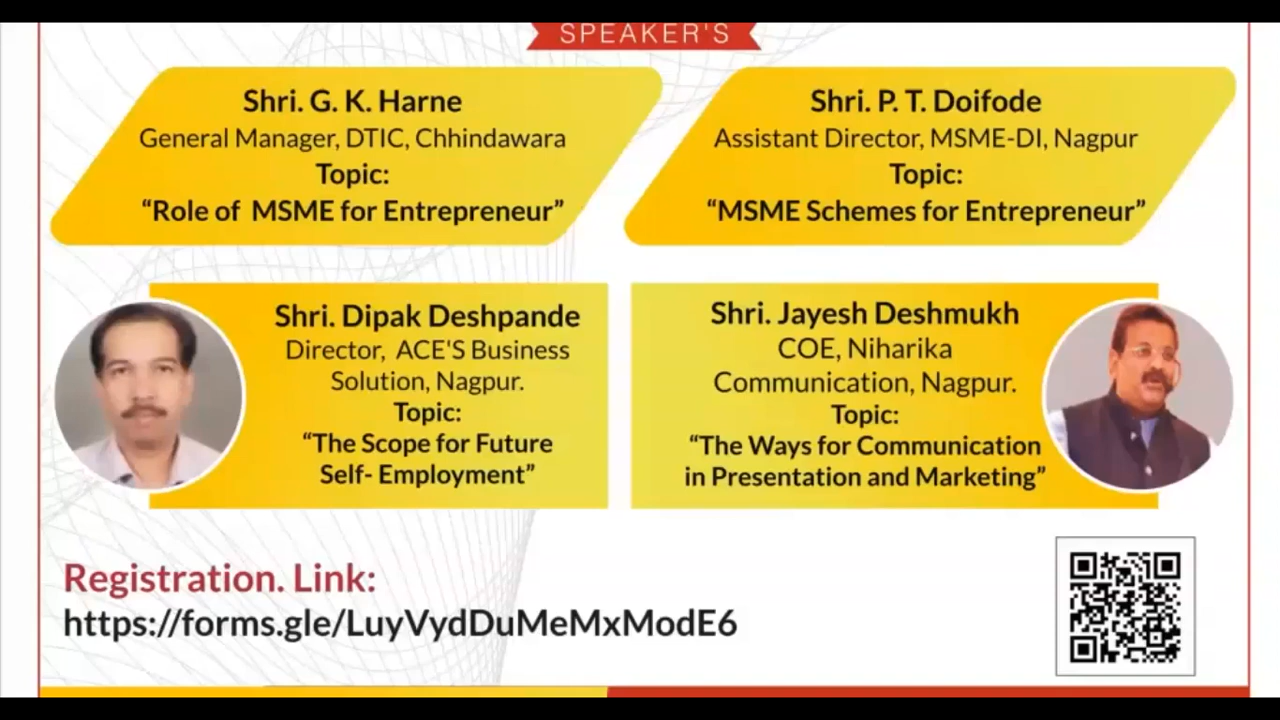 SPEAKER'S
Shri. G. K. Harne
General Manager, DTIC, Chhindawara
Topic:
“Role of MSME for Entrepreneur”
Shri. P. T. Doifode
Assistant Director, MSME-DI, Nagpur
Topic:
“MSME Schemes for Entrepreneur”
Shri. Dipak Deshpande
Director, ACE'S Business
Solution, Nagpur.
Topic:
“The Scope for Future
Self- Employment”
Shri. Jayesh Deshmukh
COE, Niharika
Communication, Nagpur.
Topic:
“The Ways for Communication
in Presentation and Marketing”
Registration. Link:
https://forms.gle/LuyVydDuMeMxModE6